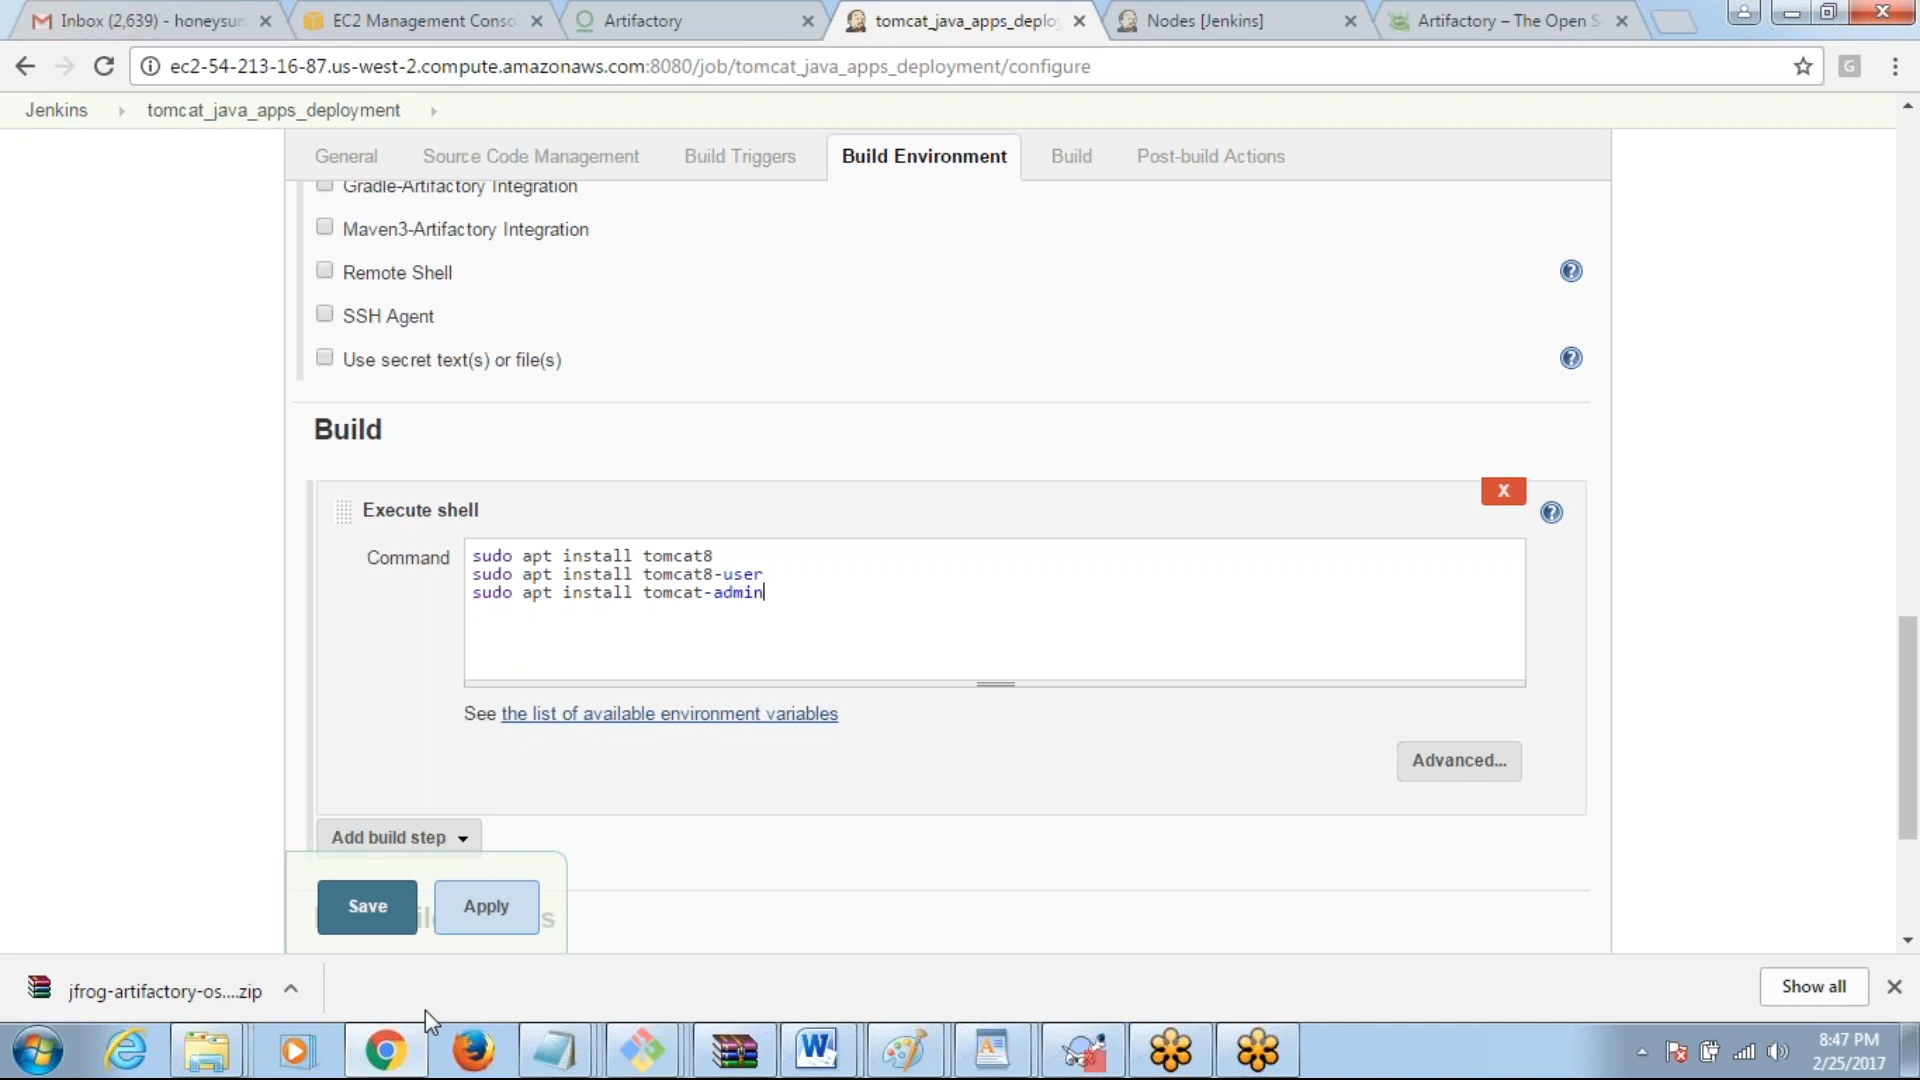 Inbox (2,639) - honeysun
EC2 Management Conso
Artifactory
tomcat_java_apps_deplo
Nodes [Jenkins]
Artifactory – The Open S
ec2-54-213-16-87.us-west-2.compute.amazonaws.com:8080/job/tomcat_java_apps_deployment/configure
Jenkins
tomcat_java_apps_deployment
General
Source Code Management
Build Triggers
Build Environment
Build
Post-build Actions
Gradle-Artifactory Integration
Maven3-Artifactory Integration
Remote Shell
SSH Agent
Use secret text(s) or file(s)
Build
X
Execute shell
Command
sudo apt install tomcat8
sudo apt install tomcat8-user
sudo apt install tomcat-admin
See the list of available environment variables
Advanced...
Add build step
Save
Apply
jfrog-artifactory-os....zip
Show all
8:47 PM
2/25/2017